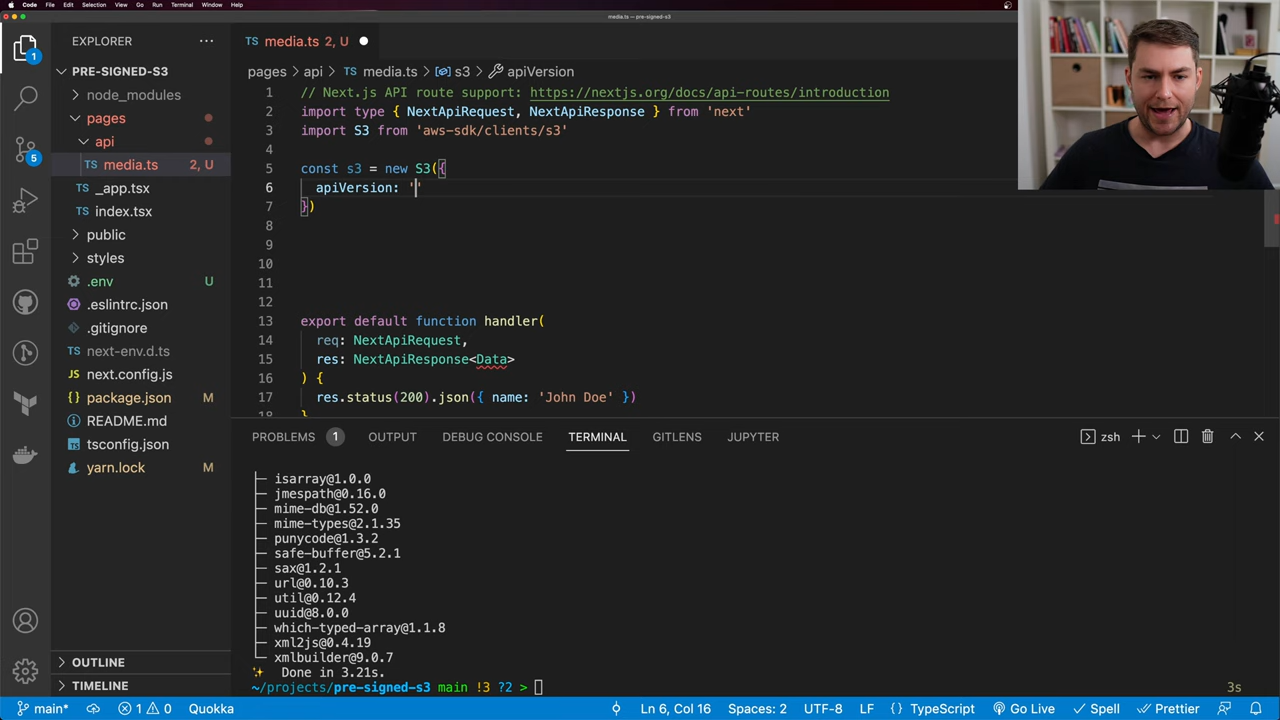 Code File Edit Selection View Go Run Terminal Window Help
media.ts — pre-signed-s3
EXPLORER
PRE-SIGNED-S3
node_modules
pages
api
TS media.ts 2, U
TS _app.tsx
TS index.tsx
public
styles
.env U
.eslintrc.json
.gitignore
TS next-env.d.ts
next.config.js
package.json M
README.md
tsconfig.json
yarn.lock M
OUTLINE
TIMELINE
1
5
TS media.ts 2, U
pages > api > TS media.ts > s3 > apiVersion
1 // Next.js API route support: https://nextjs.org/docs/api-routes/introduction
2 import type { NextApiRequest, NextApiResponse } from 'next'
3 import S3 from 'aws-sdk/clients/s3'
4
5 const s3 = new S3({
6 apiVersion: ''
7 })
8
9
10
11
12
13 export default function handler(
14 req: NextApiRequest,
15 res: NextApiResponse<Data>
16 ) {
17 res.status(200).json({ name: 'John Doe' })
18 }
PROBLEMS 1 OUTPUT DEBUG CONSOLE TERMINAL GITLENS JUPYTER
zsh
├─ isarray@1.0.0
├─ jmespath@0.16.0
├─ mime-db@1.52.0
├─ mime-types@2.1.35
├─ punycode@1.3.2
├─ safe-buffer@5.2.1
├─ sax@1.2.1
├─ url@0.10.3
├─ util@0.12.4
├─ uuid@8.0.0
├─ which-typed-array@1.1.8
├─ xml2js@0.4.19
└─ xmlbuilder@9.0.7
✨ Done in 3.21s.
~/projects/pre-signed-s3 main !3 ?2 > 3s
main* 1 0 Quokka Ln 6, Col 16 Spaces: 2 UTF-8 LF { } TypeScript Go Live Spell Prettier